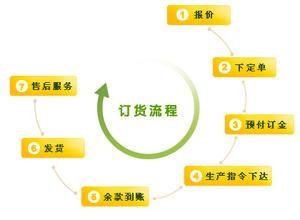 订货流程
1 报价
2 下定单
3 预付订金
4 生产指令下达
5 余款到账
6 发货
7 售后服务